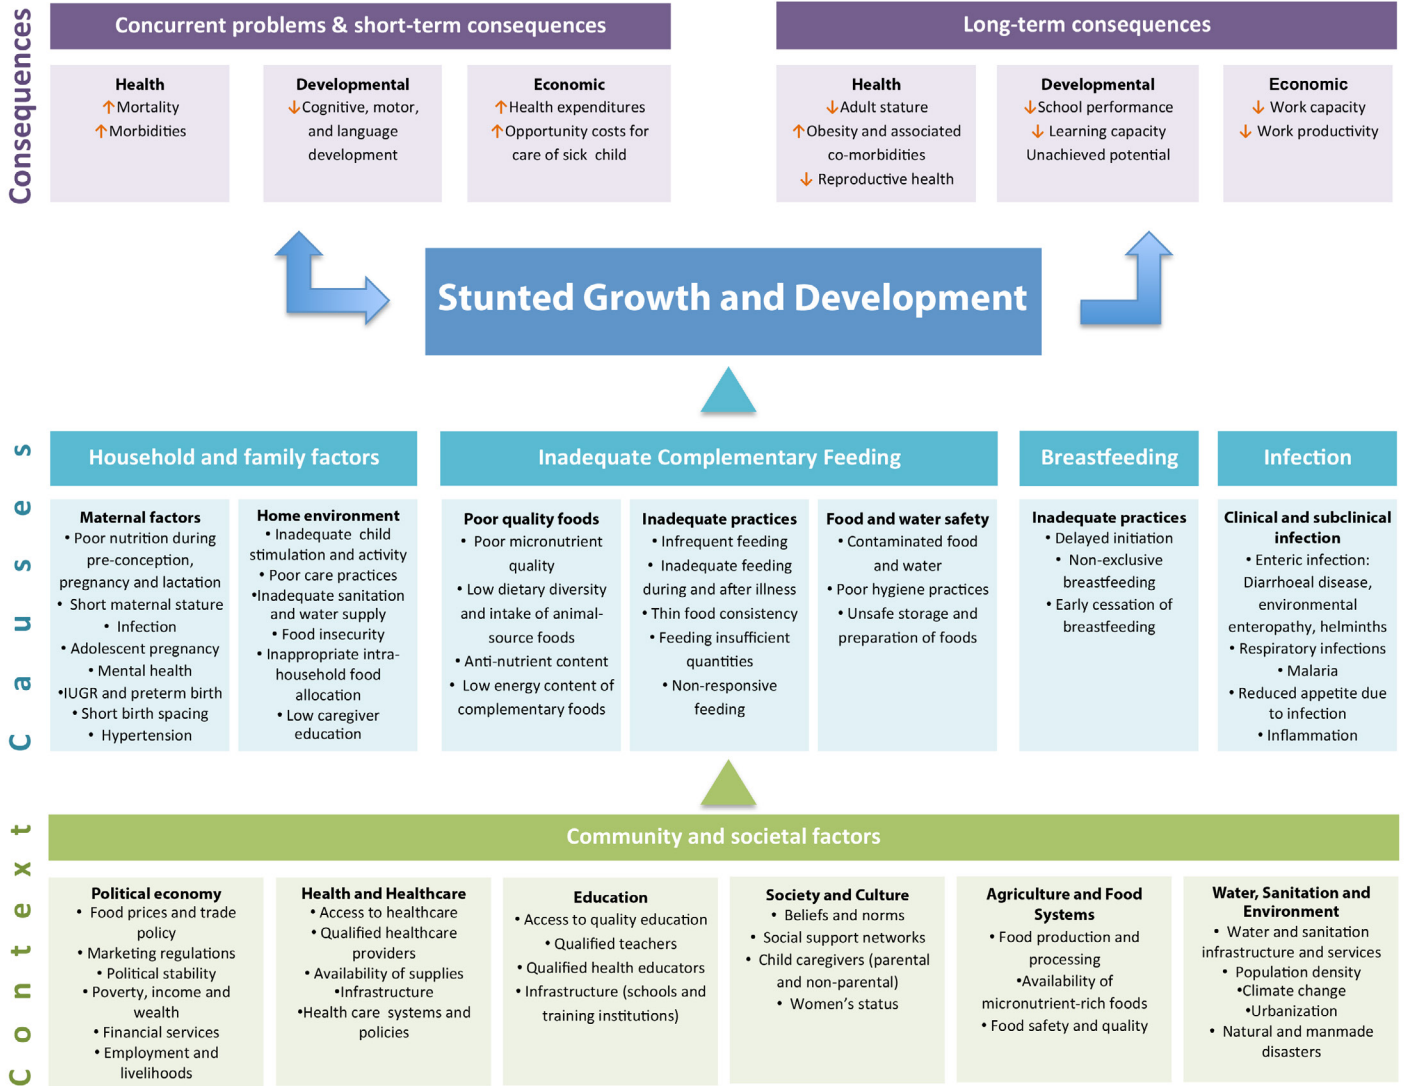 Consequences
Concurrent problems & short-term consequences
Health
↑Mortality
↑Morbidities
Developmental
↓Cognitive, motor,
and language
development
Economic
↑Health expenditures
↑Opportunity costs for
care of sick child
Long-term consequences
Health
↓Adult stature
↑Obesity and associated
co-morbidities
↓ Reproductive health
Developmental
↓School performance
↓ Learning capacity
Unachieved potential
Economic
↓ Work capacity
↓ Work productivity
Stunted Growth and Development
Causes
Household and family factors
Maternal factors
• Poor nutrition during
pre-conception,
pregnancy and lactation
• Short maternal stature
• Infection
• Adolescent pregnancy
• Mental health
•IUGR and preterm birth
• Short birth spacing
• Hypertension
Home environment
• Inadequate child
stimulation and activity
• Poor care practices
•Inadequate sanitation
and water supply
• Food insecurity
• Inappropriate intra-
household food
allocation
• Low caregiver
education
Inadequate Complementary Feeding
Poor quality foods
• Poor micronutrient
quality
• Low dietary diversity
and intake of animal-
source foods
• Anti-nutrient content
• Low energy content of
complementary foods
Inadequate practices
• Infrequent feeding
• Inadequate feeding
during and after illness
• Thin food consistency
• Feeding insufficient
quantities
• Non-responsive
feeding
Food and water safety
• Contaminated food
and water
• Poor hygiene practices
• Unsafe storage and
preparation of foods
Breastfeeding
Inadequate practices
• Delayed initiation
• Non-exclusive
breastfeeding
• Early cessation of
breastfeeding
Infection
Clinical and subclinical
infection
• Enteric infection:
Diarrhoeal disease,
environmental
enteropathy, helminths
• Respiratory infections
• Malaria
• Reduced appetite due
to infection
• Inflammation
Context
Community and societal factors
Political economy
• Food prices and trade
policy
• Marketing regulations
• Political stability
• Poverty, income and
wealth
• Financial services
• Employment and
livelihoods
Health and Healthcare
• Access to healthcare
• Qualified healthcare
providers
• Availability of supplies
•Infrastructure
•Health care systems and
policies
Education
• Access to quality education
• Qualified teachers
• Qualified health educators
• Infrastructure (schools and
training institutions)
Society and Culture
• Beliefs and norms
• Social support networks
• Child caregivers (parental
and non-parental)
• Women’s status
Agriculture and Food
Systems
• Food production and
processing
•Availability of
micronutrient-rich foods
• Food safety and quality
Water, Sanitation and
Environment
• Water and sanitation
infrastructure and services
• Population density
•Climate change
•Urbanization
• Natural and manmade
disasters